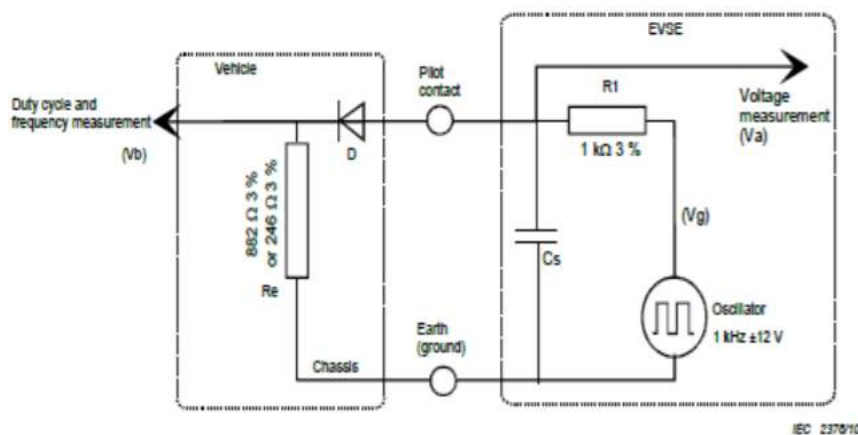 EVSE
Vehicle
Pilot
contact
R1
Voltage
measurement
(Va)
Duty cycle and
frequency measurement
(Vb)
D
1 kΩ 3 %
882 Ω 3 %
or 246 Ω 3 %
(Vg)
Cs
Re
Oscillator
1 kHz ±12 V
Earth
(ground)
Chassis
IEC 2376/10